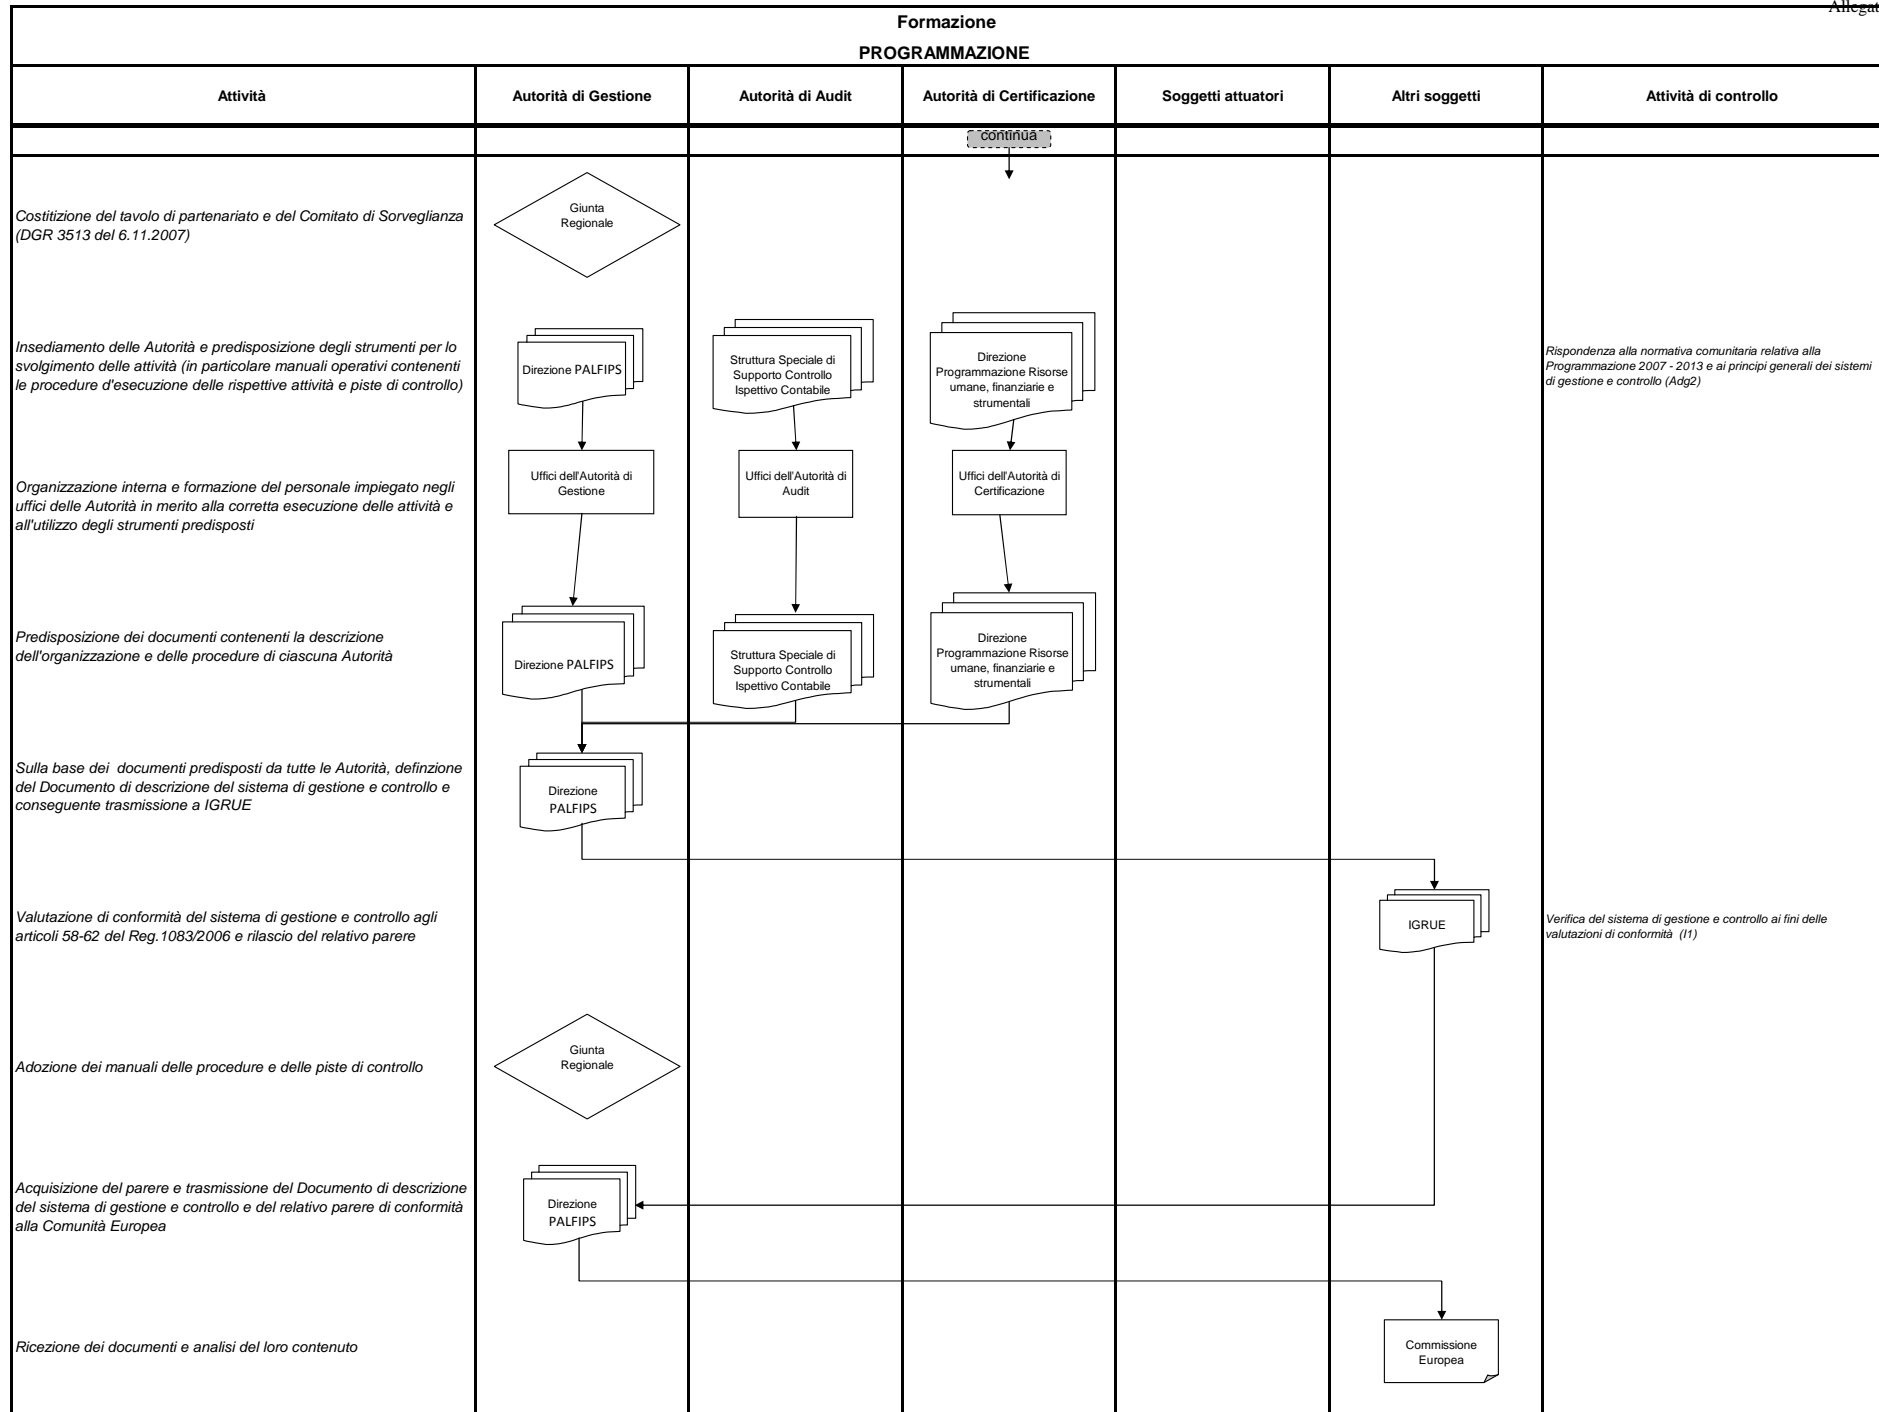 Allegat
Formazione
PROGRAMMAZIONE
Attività
Autorità di Gestione
Autorità di Audit
Autorità di Certificazione
Soggetti attuatori
Altri soggetti
Attività di controllo
continua
Costitizione del tavolo di partenariato e del Comitato di Sorveglianza
(DGR 3513 del 6.11.2007)
Giunta
Regionale
Insediamento delle Autorità e predisposizione degli strumenti per lo
svolgimento delle attività (in particolare manuali operativi contenenti
le procedure d'esecuzione delle rispettive attività e piste di controllo)
Direzione PALFIPS
Struttura Speciale di
Supporto Controllo
Ispettivo Contabile
Direzione
Programmazione Risorse
umane, finanziarie e
strumentali
Rispondenza alla normativa comunitaria relativa alla
Programmazione 2007 - 2013 e ai principi generali dei sistemi
di gestione e controllo (Adg2)
Organizzazione interna e formazione del personale impiegato negli
uffici delle Autorità in merito alla corretta esecuzione delle attività e
all'utilizzo degli strumenti predisposti
Uffici dell'Autorità di
Gestione
Uffici dell'Autorità di
Audit
Uffici dell'Autorità di
Certificazione
Predisposizione dei documenti contenenti la descrizione
dell'organizzazione e delle procedure di ciascuna Autorità
Direzione PALFIPS
Struttura Speciale di
Supporto Controllo
Ispettivo Contabile
Direzione
Programmazione Risorse
umane, finanziarie e
strumentali
Sulla base dei  documenti predisposti da tutte le Autorità, definzione
del Documento di descrizione del sistema di gestione e controllo e
conseguente trasmissione a IGRUE
Direzione
PALFIPS
Valutazione di conformità del sistema di gestione e controllo agli
articoli 58-62 del Reg.1083/2006 e rilascio del relativo parere
IGRUE
Verifica del sistema di gestione e controllo ai fini delle
valutazioni di conformità  (I1)
Adozione dei manuali delle procedure e delle piste di controllo
Giunta
Regionale
Acquisizione del parere e trasmissione del Documento di descrizione
del sistema di gestione e controllo e del relativo parere di conformità
alla Comunità Europea
Direzione
PALFIPS
Ricezione dei documenti e analisi del loro contenuto
Commissione
Europea